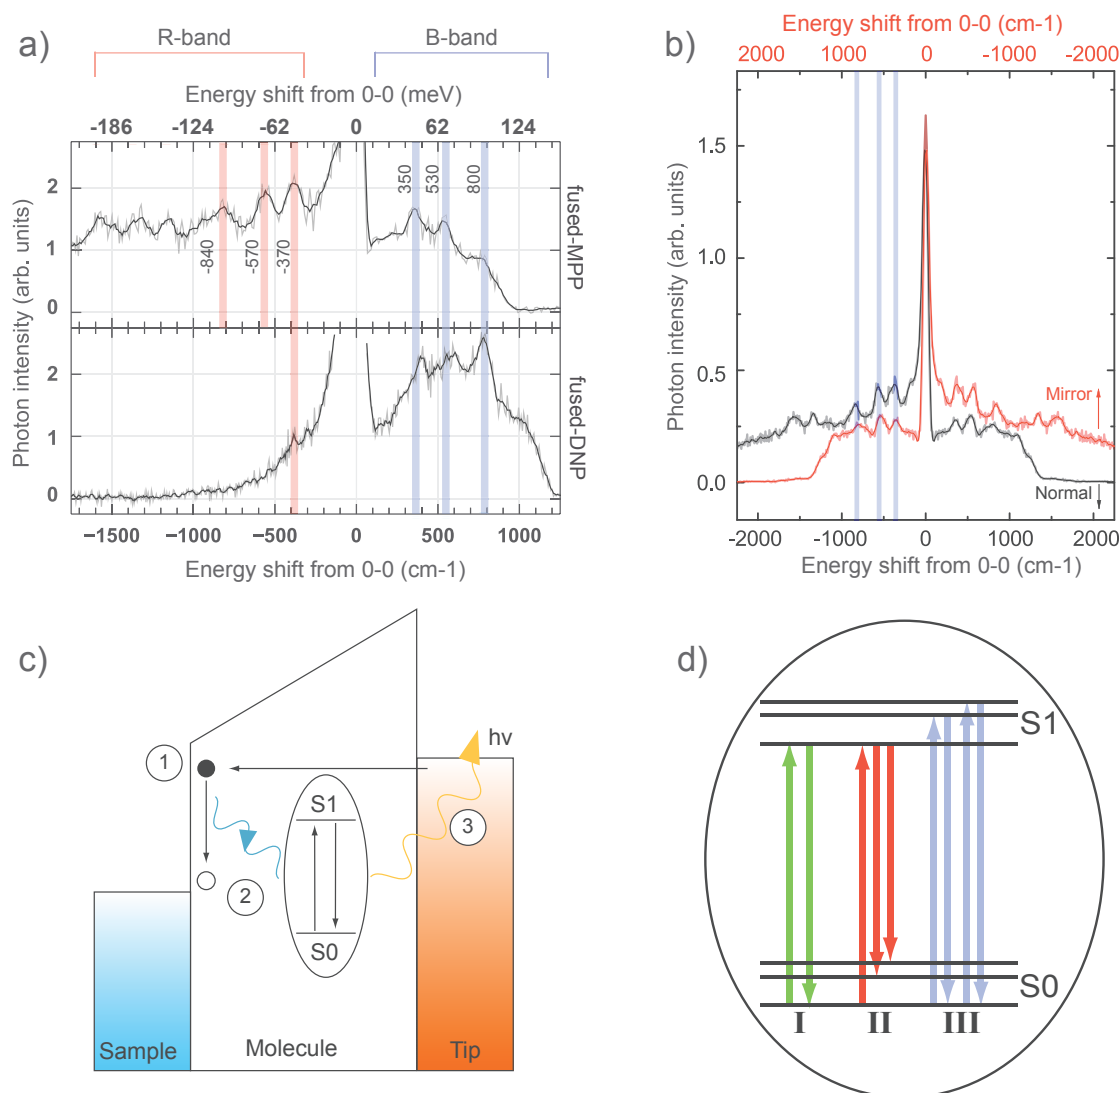 a)
R-band
B-band
Energy shift from 0-0 (meV)
-186 -124 -62 0 62 124
Photon intensity (arb. units)
2
1
0
-840
-570
-370
350
530
800
fused-MPP
2
1
0
fused-DNP
−1500 −1000 −500 0 500 1000
Energy shift from 0-0 (cm-1)
b)
Energy shift from 0-0 (cm-1)
2000 1000 0 -1000 -2000
Photon intensity (arb. units)
1.5
1.0
0.5
0.0
Mirror
Normal
-2000 -1000 0 1000 2000
Energy shift from 0-0 (cm-1)
c)
1
hν
S1
3
2
S0
Sample
Molecule
Tip
d)
S1
S0
I
II
III